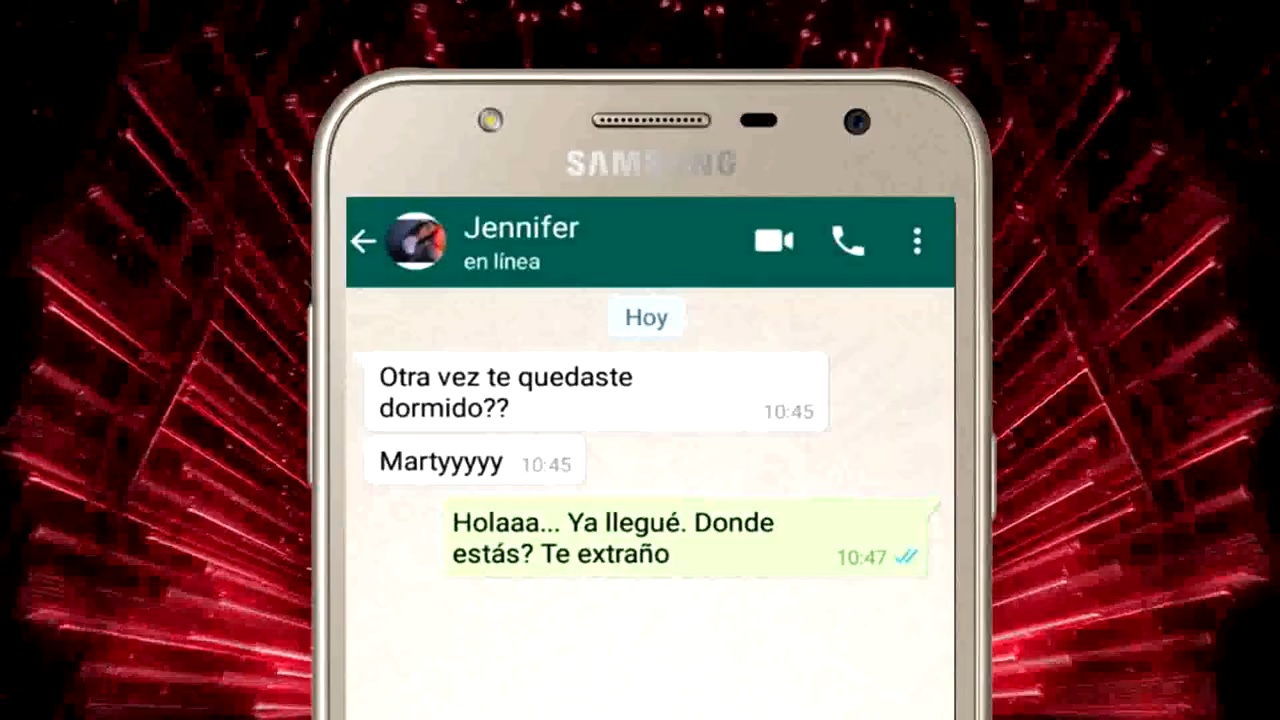 SAMSUNG
Jennifer
en línea
Hoy
Otra vez te quedaste
dormido??
10:45
Martyyyyy 10:45
Holaaa... Ya llegué. Donde
estás? Te extraño
10:47